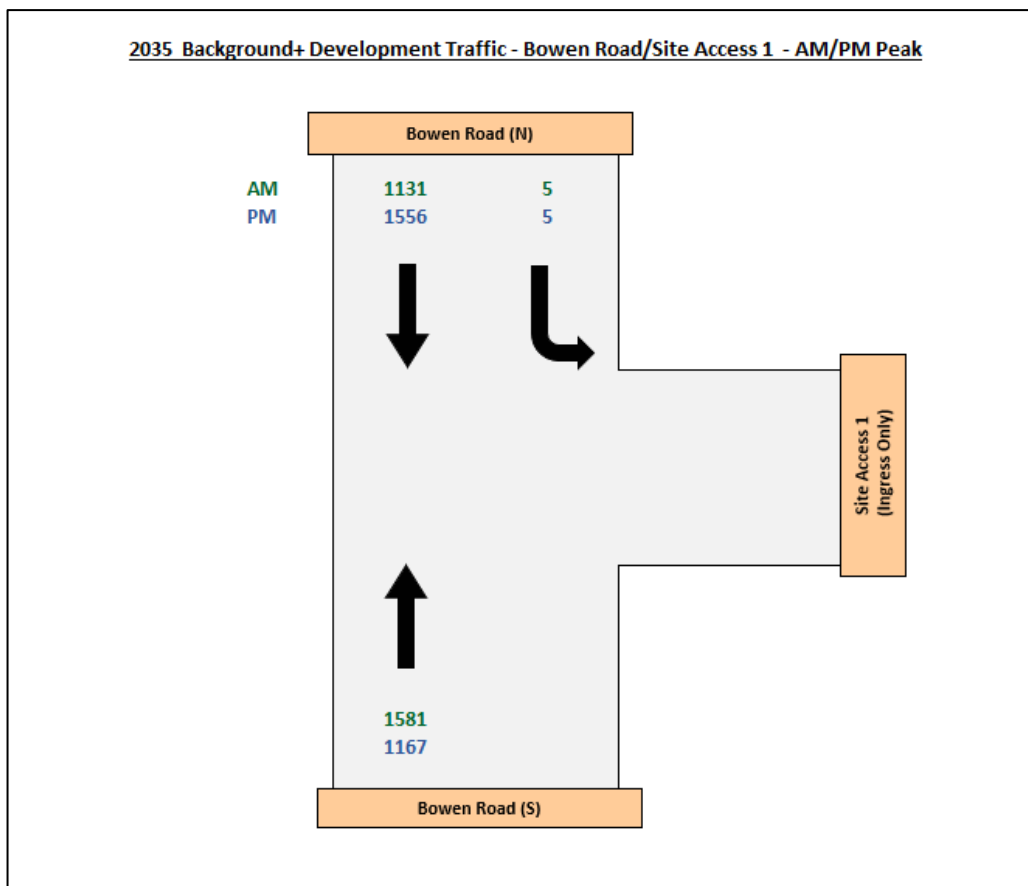 2035 Background+ Development Traffic - Bowen Road/Site Access 1 - AM/PM Peak
Bowen Road (N)
AM 1131 5
PM 1556 5
Site Access 1
(Ingress Only)
1581
1167
Bowen Road (S)